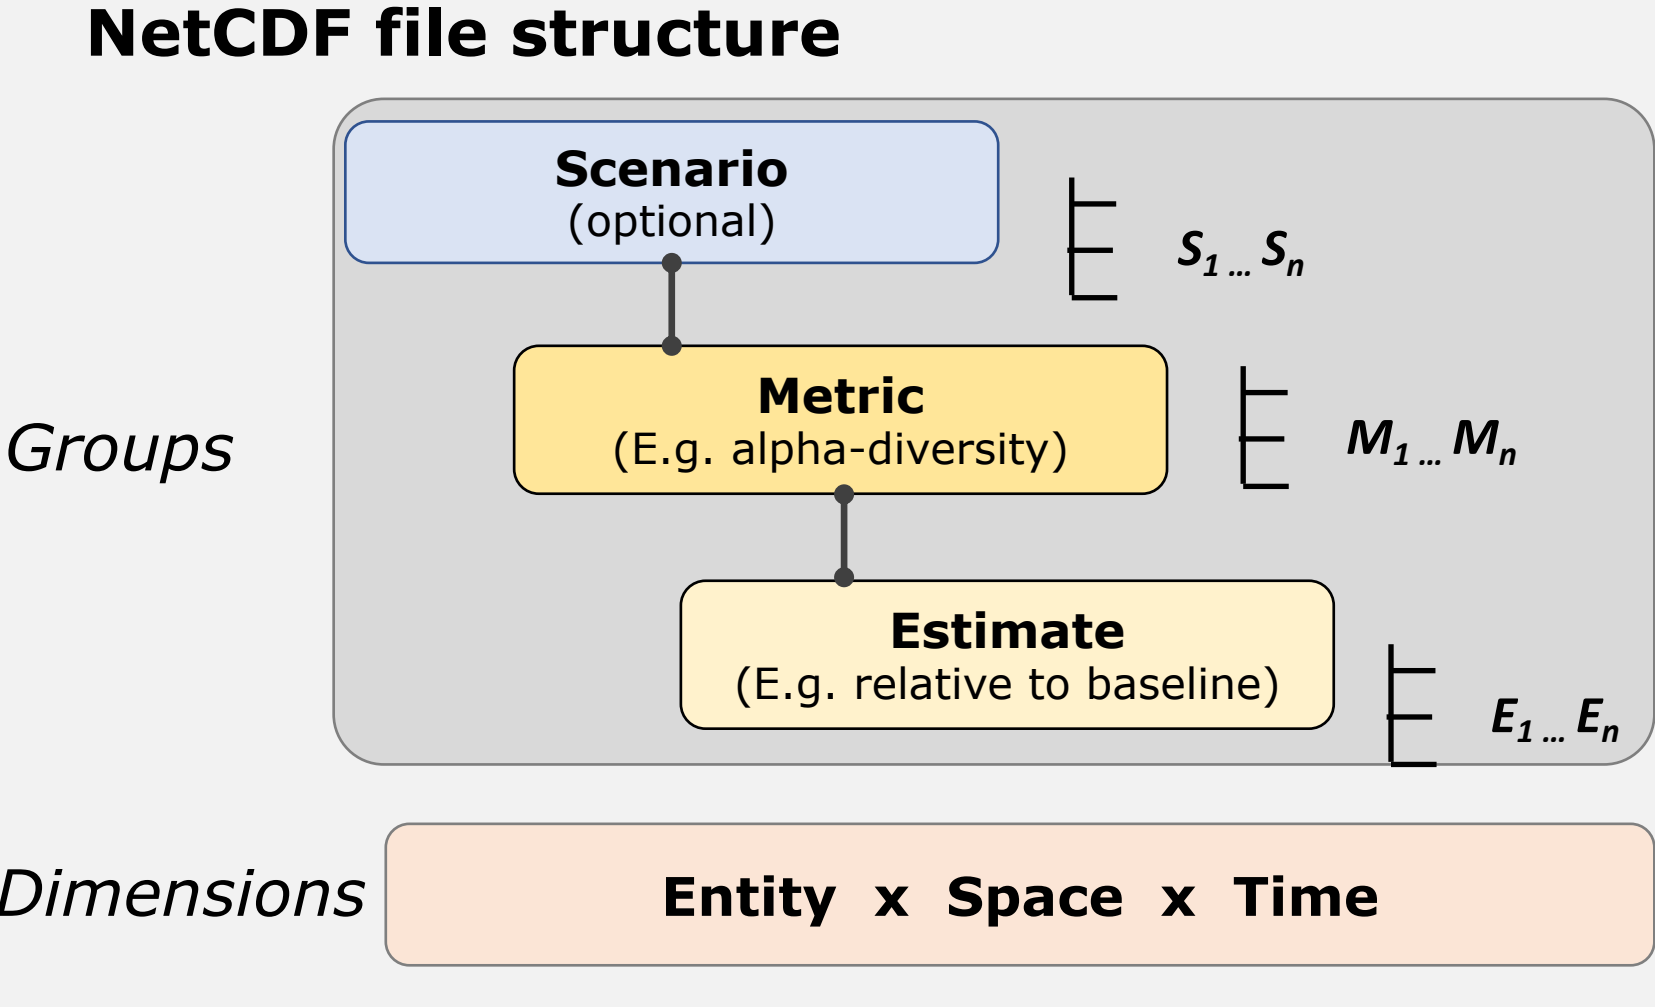 NetCDF file structure
Scenario
(optional)
S1 … Sn
Metric
(E.g. alpha-diversity)
M1 … Mn
Groups
Estimate
(E.g. relative to baseline)
E1 … En
Dimensions
Entity x Space x Time